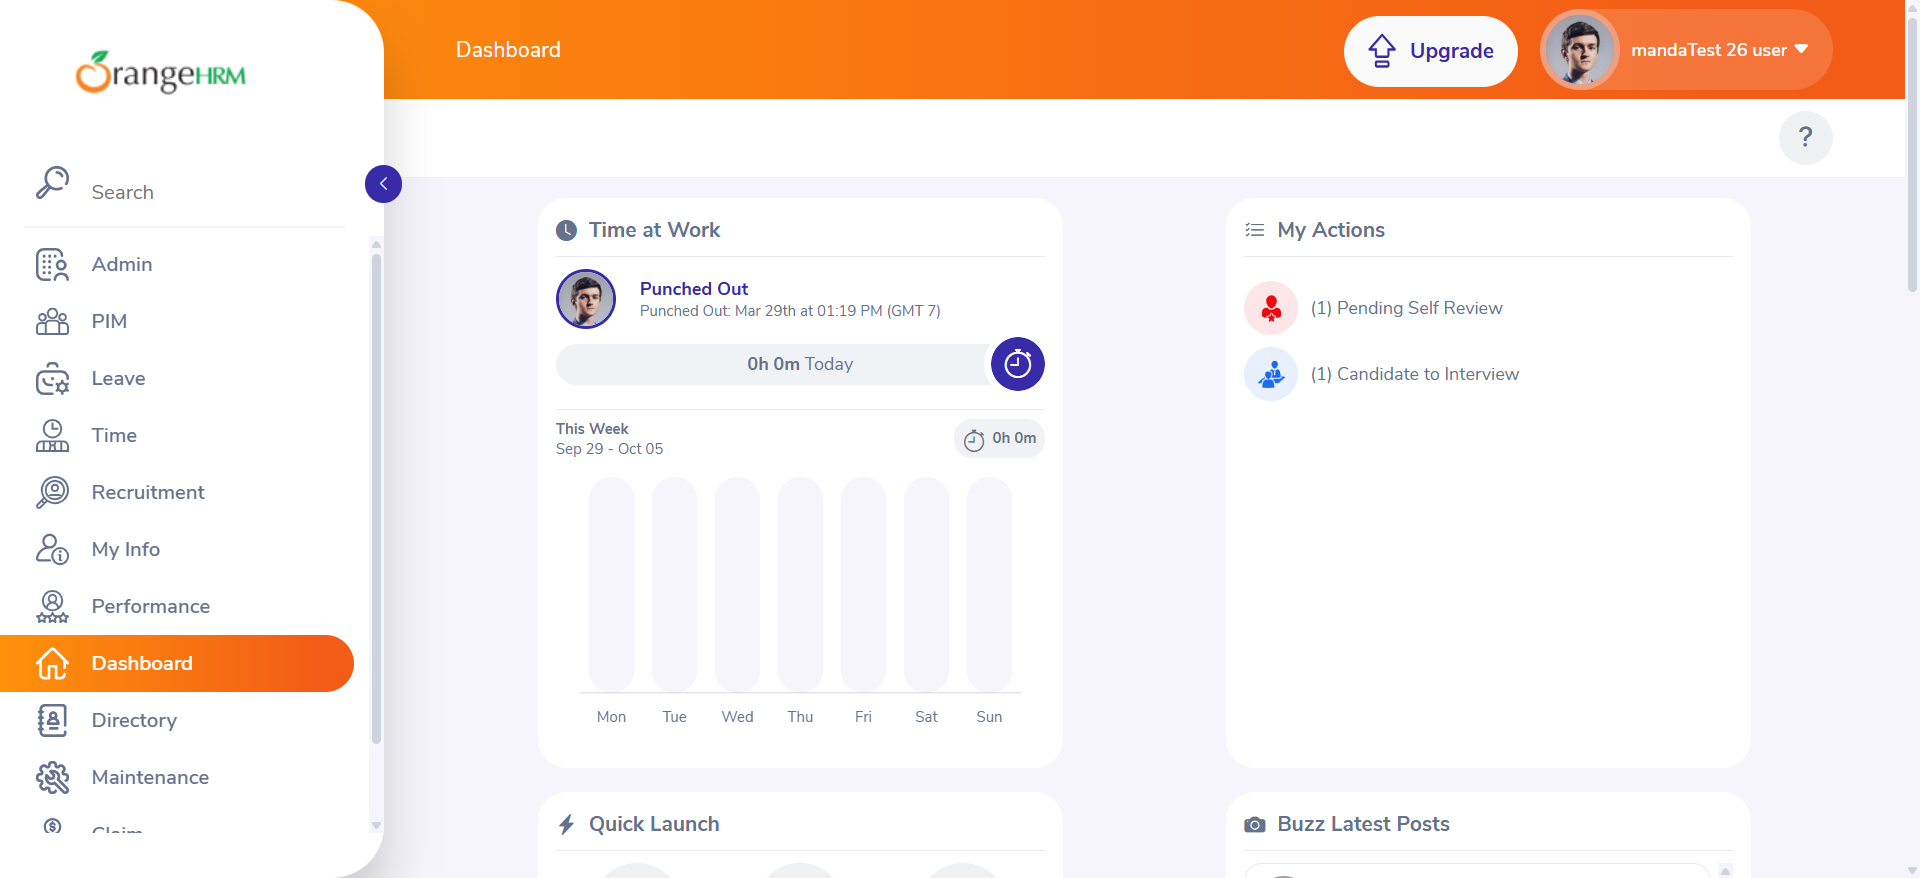 OrangeHRM
Dashboard
Upgrade
mandaTest 26 user
?
Search
Admin
PIM
Leave
Time
Recruitment
My Info
Performance
Dashboard
Directory
Maintenance
Claim
Time at Work
Punched Out
Punched Out: Mar 29th at 01:19 PM (GMT 7)
0h 0m Today
This Week
Sep 29 - Oct 05
0h 0m
Mon Tue Wed Thu Fri Sat Sun
My Actions
(1) Pending Self Review
(1) Candidate to Interview
Quick Launch
Buzz Latest Posts